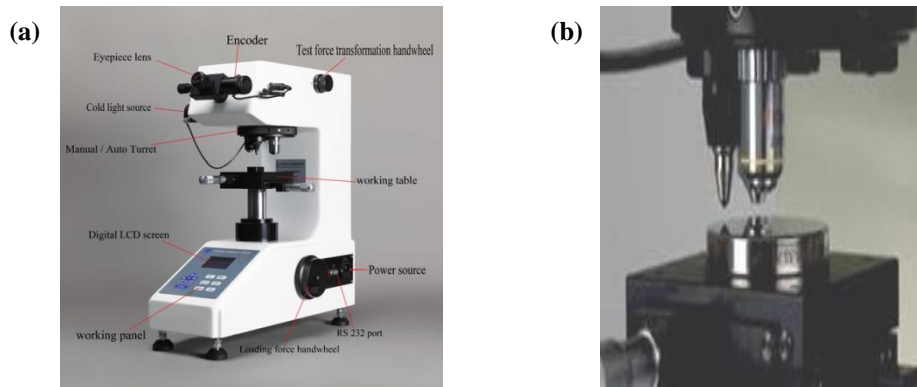 (a)
(b)
Encoder
Test force transformation handwheel
Eyepiece lens
Cold light source
Manual / Auto Turret
working table
Digital LCD screen
Power source
RS 232 port
working panel
Loading force handwheel